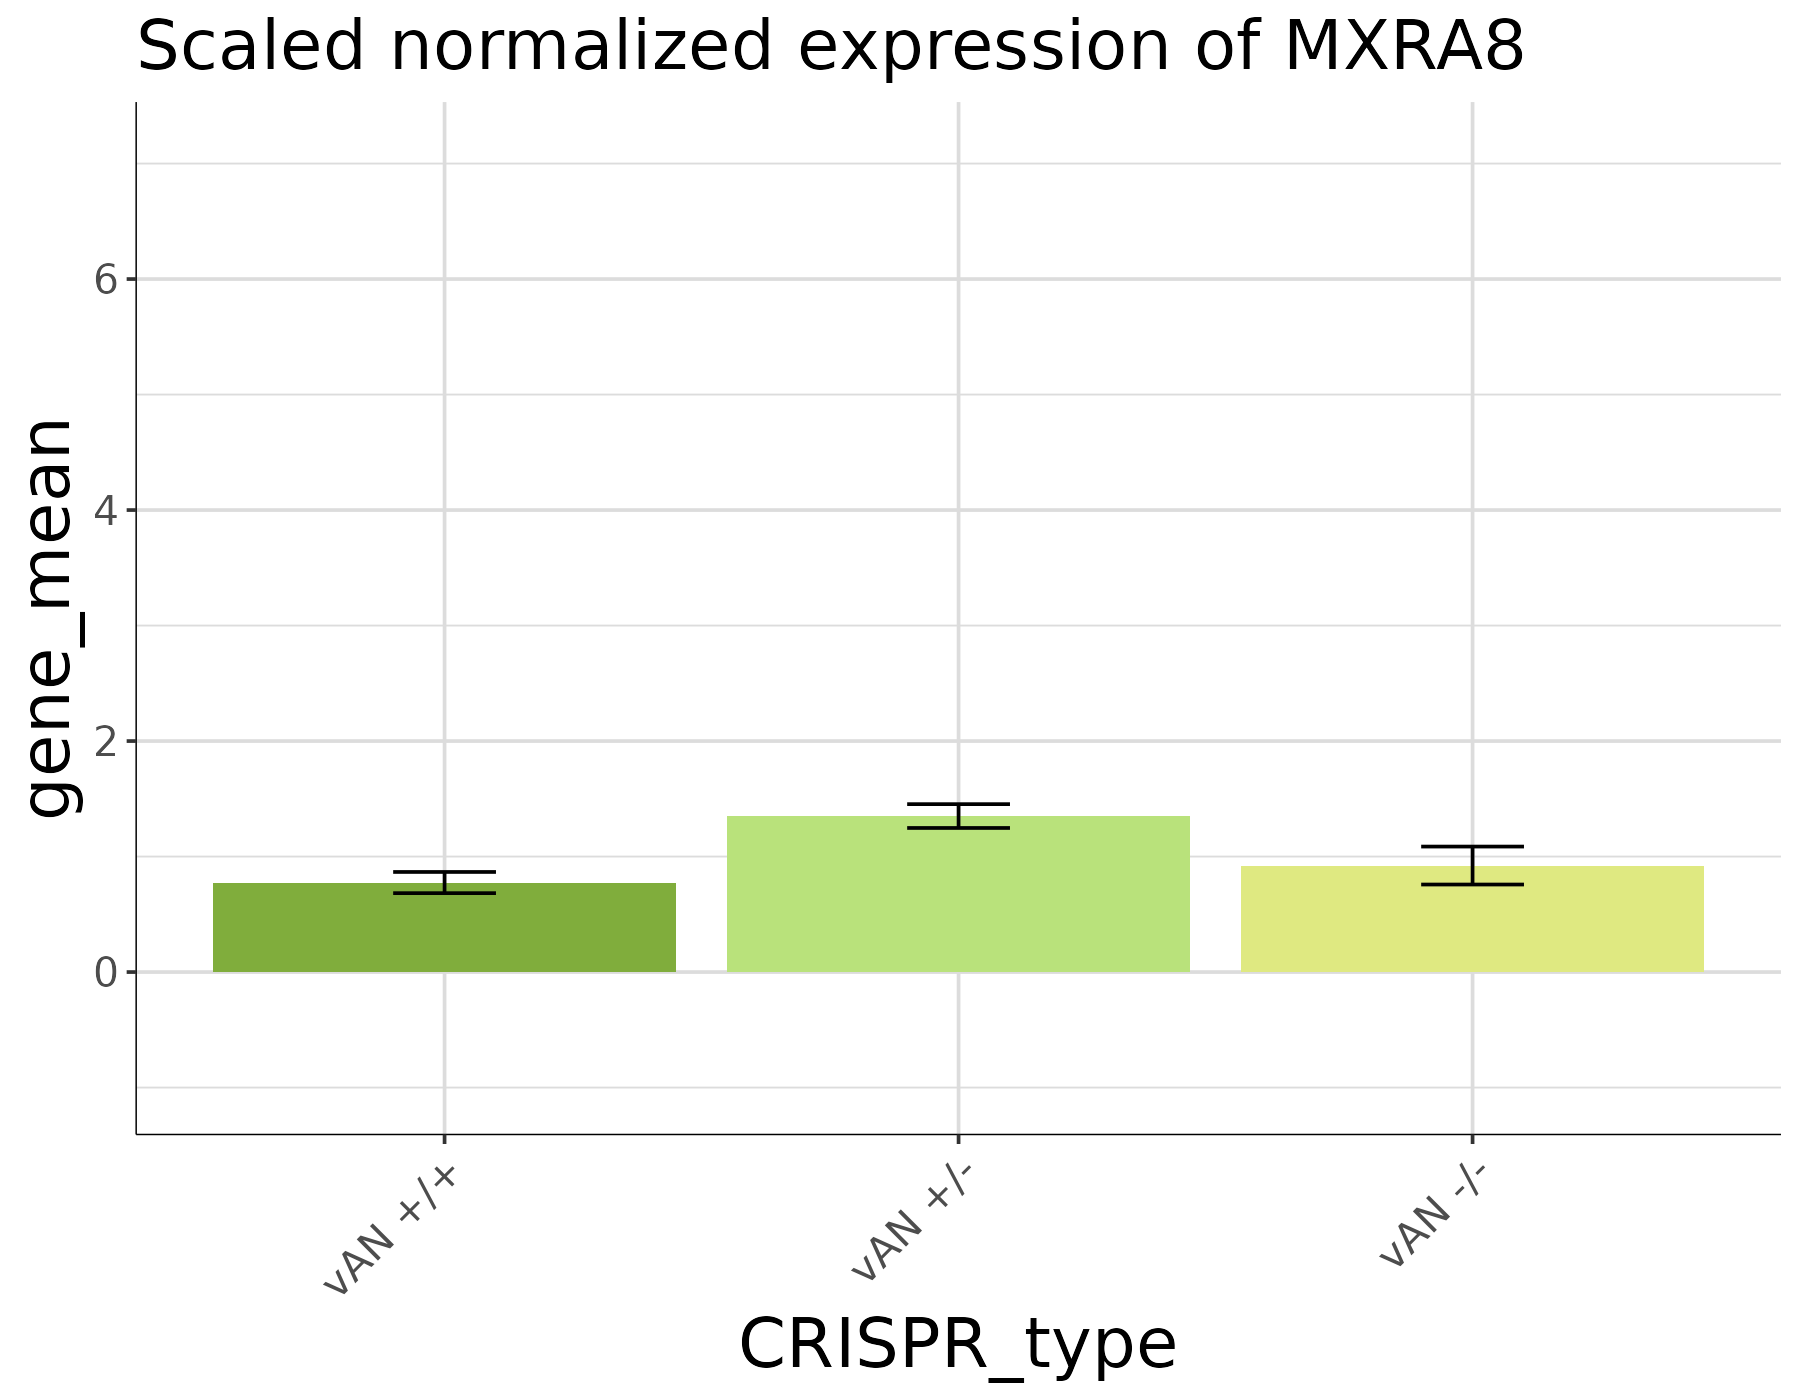 Scaled normalized expression of MXRA8
gene_mean
6
4
2
0
vAN +/+
vAN +/-
vAN -/-
CRISPR_type